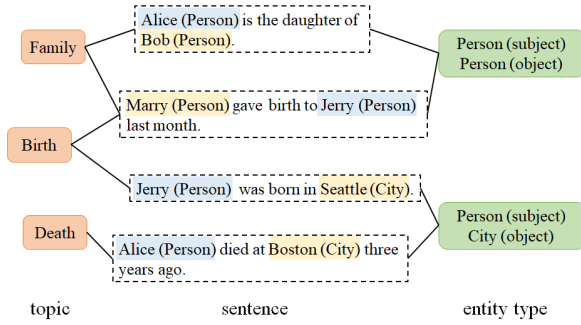 Family
Alice (Person) is the daughter of
Bob (Person).
Person (subject)
Person (object)
Marry (Person) gave birth to Jerry (Person)
last month.
Birth
Jerry (Person) was born in Seattle (City).
Person (subject)
City (object)
Death
Alice (Person) died at Boston (City) three
years ago.
topic
sentence
entity type